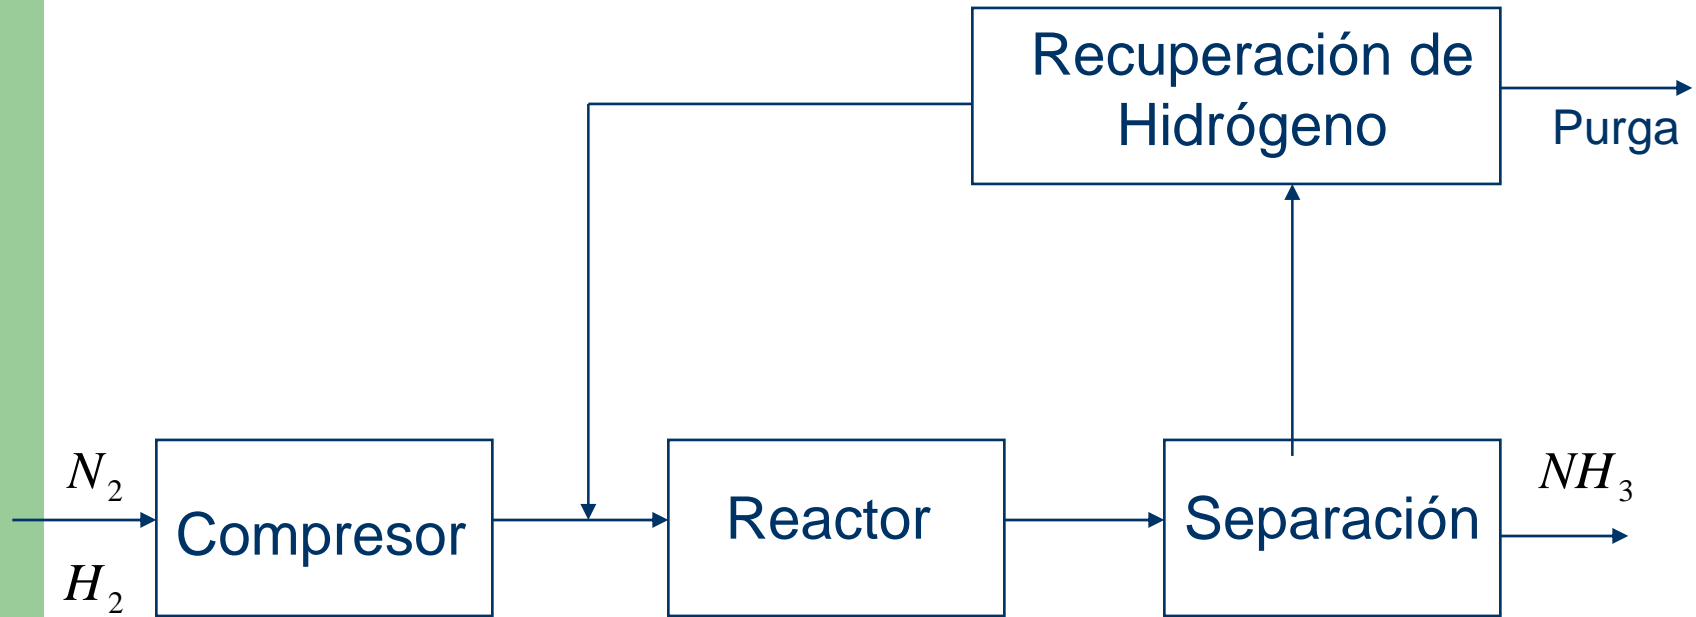 Recuperación de
Hidrógeno
Purga
N2
H2
Compresor
Reactor
Separación
NH3